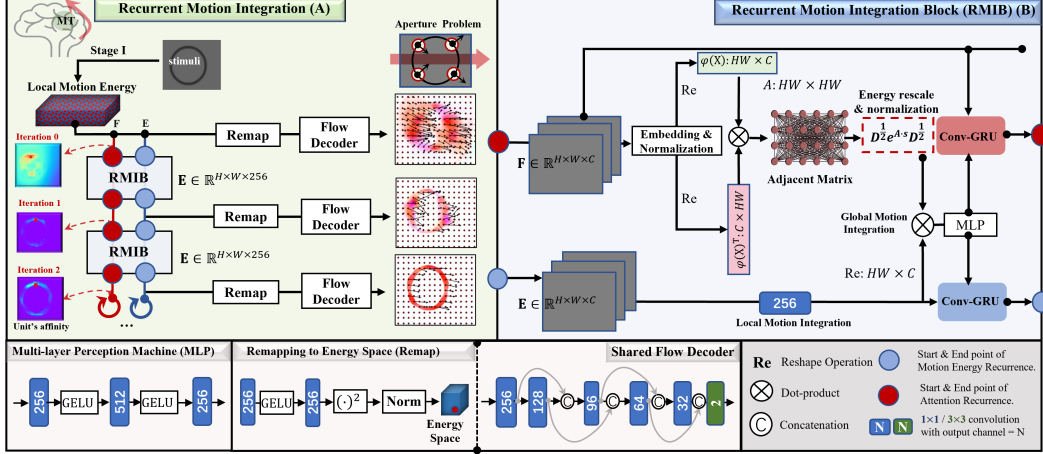 Recurrent Motion Integration (A)
MT
Stage I
stimuli
Local Motion Energy
Aperture Problem
F
E
Remap
Flow
Decoder
Iteration 0
RMIB
E ∈ ℝ^{H×W×256}
Iteration 1
Remap
Flow
Decoder
RMIB
E ∈ ℝ^{H×W×256}
Iteration 2
Remap
Flow
Decoder
Unit's affinity
...
Recurrent Motion Integration Block (RMIB) (B)
φ(X): HW × C
Re
A: HW × HW
Energy rescale
& normalization
Embedding &
Normalization
D^{1/2} e^{A·s} D^{1/2}
Conv-GRU
F ∈ ℝ^{H×W×C}
Adjacent Matrix
Re
φ(X)^T: C × HW
Global Motion
Integration
MLP
Re: HW × C
E ∈ ℝ^{H×W×C}
256
Local Motion Integration
Conv-GRU
Multi-layer Perception Machine (MLP)
256
GELU
512
GELU
256
Remapping to Energy Space (Remap)
256
GELU
256
(·)²
Norm
Energy
Space
Shared Flow Decoder
256
128
C
96
C
64
C
32
C
2
Re
Reshape Operation
Dot-product
C
Concatenation
Start & End point of
Motion Energy Recurrence.
Start & End point of
Attention Recurrence.
N
N
1×1 / 3×3 convolution
with output channel = N